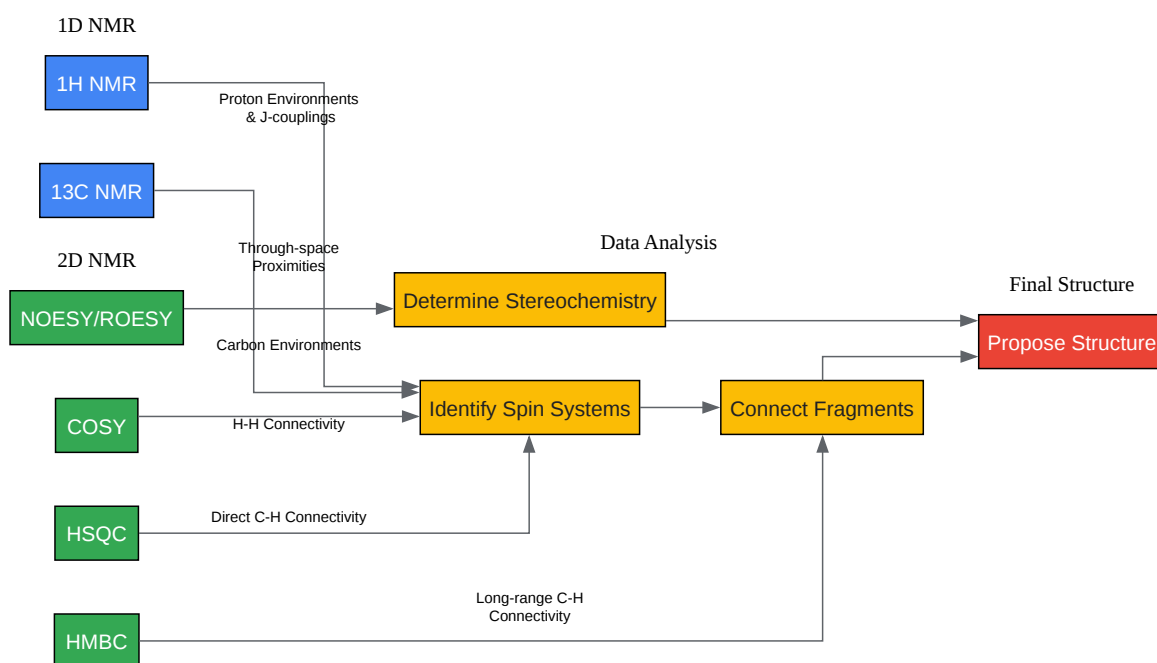 1D NMR
1H NMR
Proton Environments
& J-couplings
13C NMR
Through-space
Proximities
2D NMR
Data Analysis
NOESY/ROESY
Determine Stereochemistry
Final Structure
Propose Structure
Carbon Environments
COSY
H-H Connectivity
Identify Spin Systems
Connect Fragments
HSQC
Direct C-H Connectivity
Long-range C-H
Connectivity
HMBC